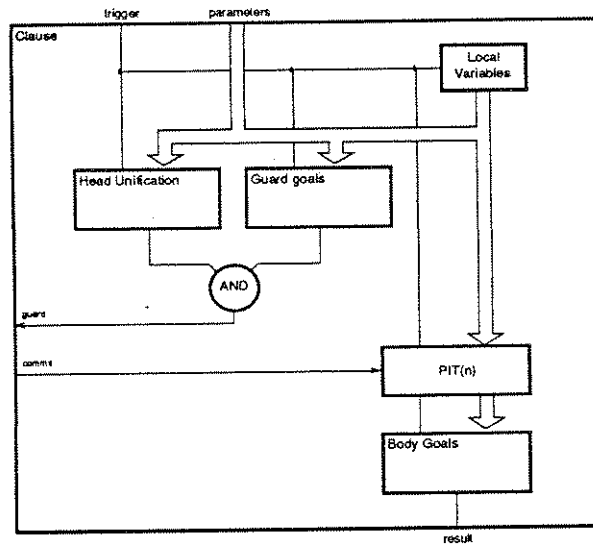 trigger
parameters
Clause
Local
Variables
Head Unification
Guard goals
AND
guard
commit
PIT(n)
Body Goals
result